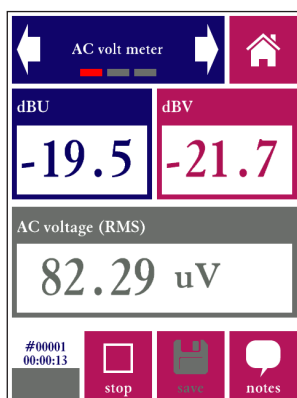 AC volt meter
dBU
dBV
-19.5
-21.7
AC voltage (RMS)
82.29 uV
#00001
00:00:13
stop
save
notes